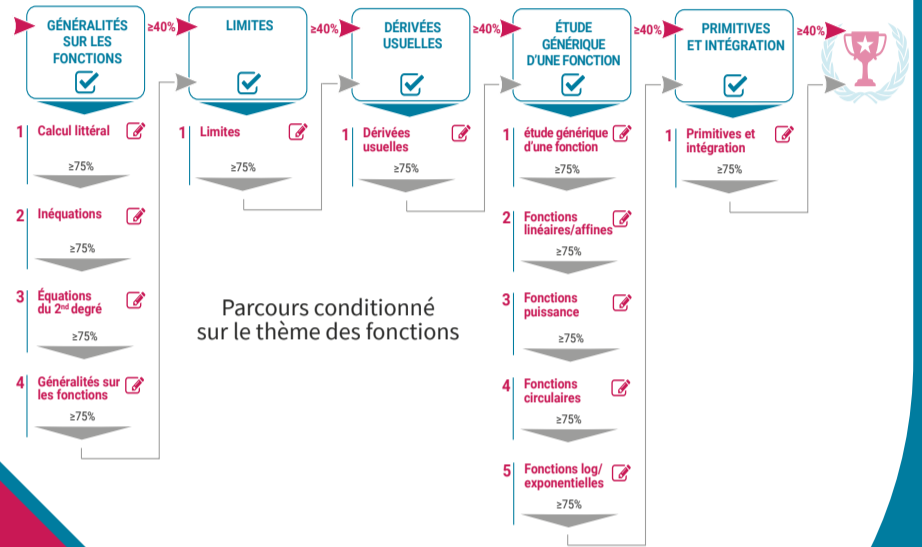 GÉNÉRALITÉS
SUR LES
FONCTIONS
≥40%
LIMITES
≥40%
DÉRIVÉES
USUELLES
≥40%
ÉTUDE
GÉNÉRIQUE
D'UNE FONCTION
≥40%
PRIMITIVES
ET INTÉGRATION
≥40%
1 Calcul littéral
≥75%
2 Inéquations
≥75%
3 Équations
du 2nd degré
≥75%
4 Généralités sur
les fonctions
≥75%
1 Limites
≥75%
1 Dérivées
usuelles
≥75%
1 étude générique
d'une fonction
≥75%
2 Fonctions
linéaires/affines
≥75%
3 Fonctions
puissance
≥75%
4 Fonctions
circulaires
≥75%
5 Fonctions log/
exponentielles
≥75%
1 Primitives et
intégration
≥75%
Parcours conditionné
sur le thème des fonctions